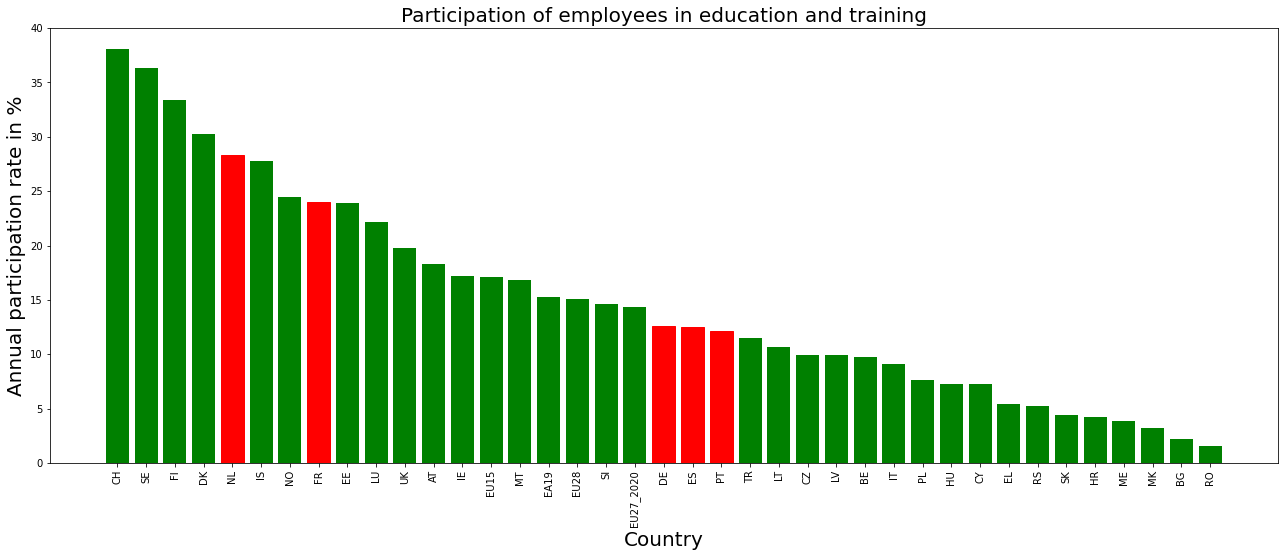 Participation of employees in education and training
Annual participation rate in %
40
35
30
25
20
15
10
5
0
CH
SE
FI
DK
NL
IS
NO
FR
EE
LU
UK
AT
IE
EU15
MT
EA19
EU28
SI
EU27_2020
DE
ES
PT
TR
LT
CZ
LV
BE
IT
PL
HU
CY
EL
RS
SK
HR
ME
MK
BG
RO
Country